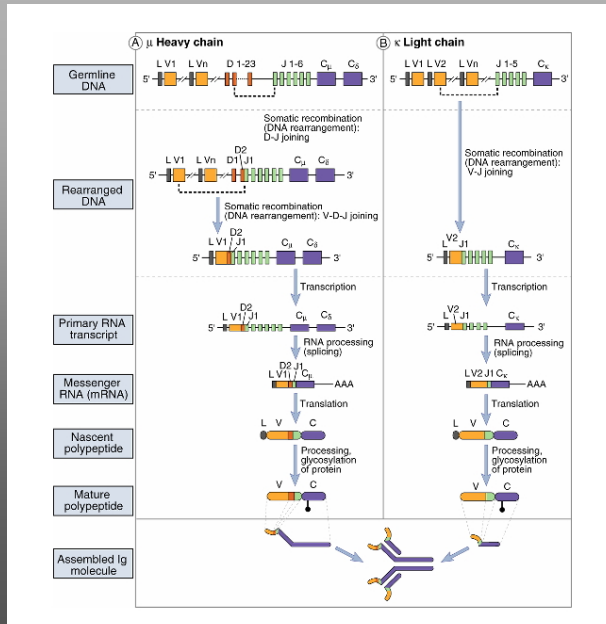 A μ Heavy chain
B κ Light chain
Germline
DNA
L V1 L Vn D 1-23 J 1-6 Cμ Cδ
5' 3'
L V1 L V2 L Vn J 1-5 Cκ
5' 3'
Somatic recombination
(DNA rearrangement):
D-J joining
Rearranged
DNA
D2
L V1 L Vn D1 J1 Cμ Cδ
5' 3'
Somatic recombination
(DNA rearrangement): V-D-J joining
D2
L V1 J1 Cμ Cδ
5' 3'
Somatic recombination
(DNA rearrangement):
V-J joining
V2
L J1 Cκ
5' 3'
Transcription
Transcription
Primary RNA
transcript
D2
L V1 J1 Cμ Cδ
5' 3'
V2
L J1 Cκ
5' 3'
RNA processing
(splicing)
RNA processing
(splicing)
Messenger
RNA (mRNA)
D2 J1
L V1 Cμ
AAA
L V2 J1 Cκ
AAA
Translation
Translation
Nascent
polypeptide
L V C
L V C
Processing,
glycosylation
of protein
Processing,
glycosylation
of protein
Mature
polypeptide
V C
V C
Assembled Ig
molecule